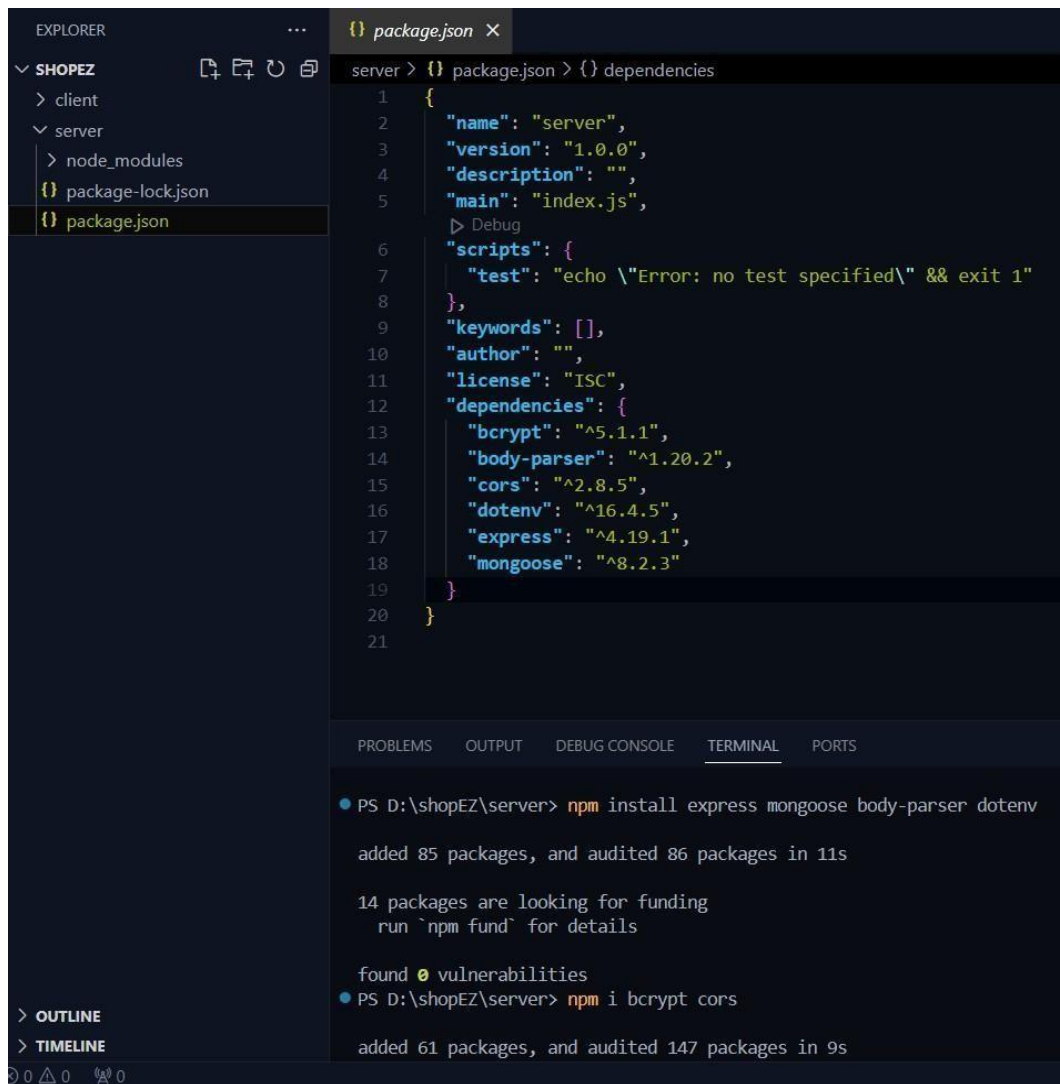 EXPLORER
SHOPEZ
client
server
node_modules
package-lock.json
package.json
OUTLINE
TIMELINE
0 0 0
{} package.json
server > {} package.json > {} dependencies
1 {
2 "name": "server",
3 "version": "1.0.0",
4 "description": "",
5 "main": "index.js",
Debug
6 "scripts": {
7 "test": "echo \"Error: no test specified\" && exit 1"
8 },
9 "keywords": [],
10 "author": "",
11 "license": "ISC",
12 "dependencies": {
13 "bcrypt": "^5.1.1",
14 "body-parser": "^1.20.2",
15 "cors": "^2.8.5",
16 "dotenv": "^16.4.5",
17 "express": "^4.19.1",
18 "mongoose": "^8.2.3"
19 }
20 }
21
PROBLEMS OUTPUT DEBUG CONSOLE TERMINAL PORTS
PS D:\shopEZ\server> npm install express mongoose body-parser dotenv
added 85 packages, and audited 86 packages in 11s
14 packages are looking for funding
run `npm fund` for details
found 0 vulnerabilities
PS D:\shopEZ\server> npm i bcrypt cors
added 61 packages, and audited 147 packages in 9s